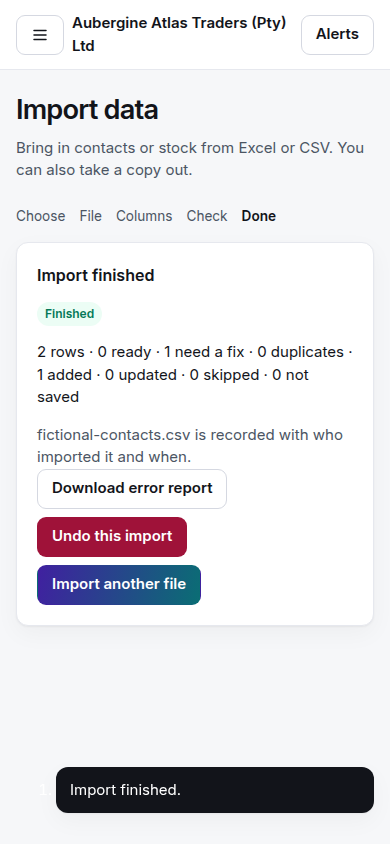 Aubergine Atlas Traders (Pty)
Ltd
Alerts
Import data
Bring in contacts or stock from Excel or CSV. You
can also take a copy out.
Choose File Columns Check Done
Import finished
Finished
2 rows · 0 ready · 1 need a fix · 0 duplicates ·
1 added · 0 updated · 0 skipped · 0 not
saved
fictional-contacts.csv is recorded with who
imported it and when.
Download error report
Undo this import
Import another file
1. Import finished.